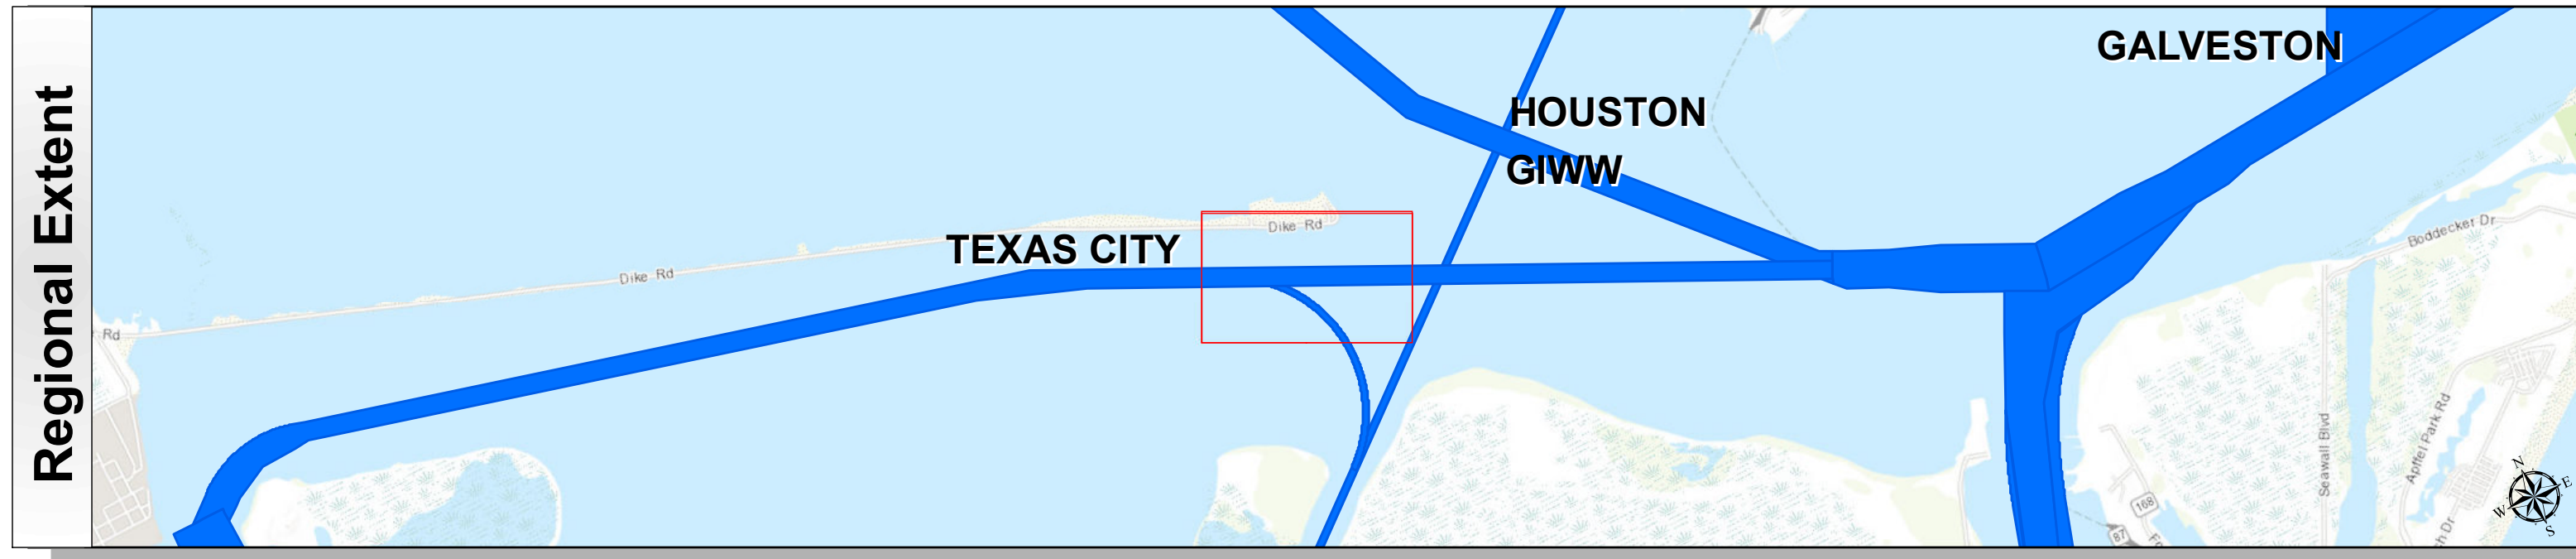 Regional Extent
GALVESTON
HOUSTON
GIWW
TEXAS CITY
Dike Rd
Dike Rd
Rd
Boddecker Dr
Seawall Blvd
Apffel Park Rd
168
87
N
E
S
W